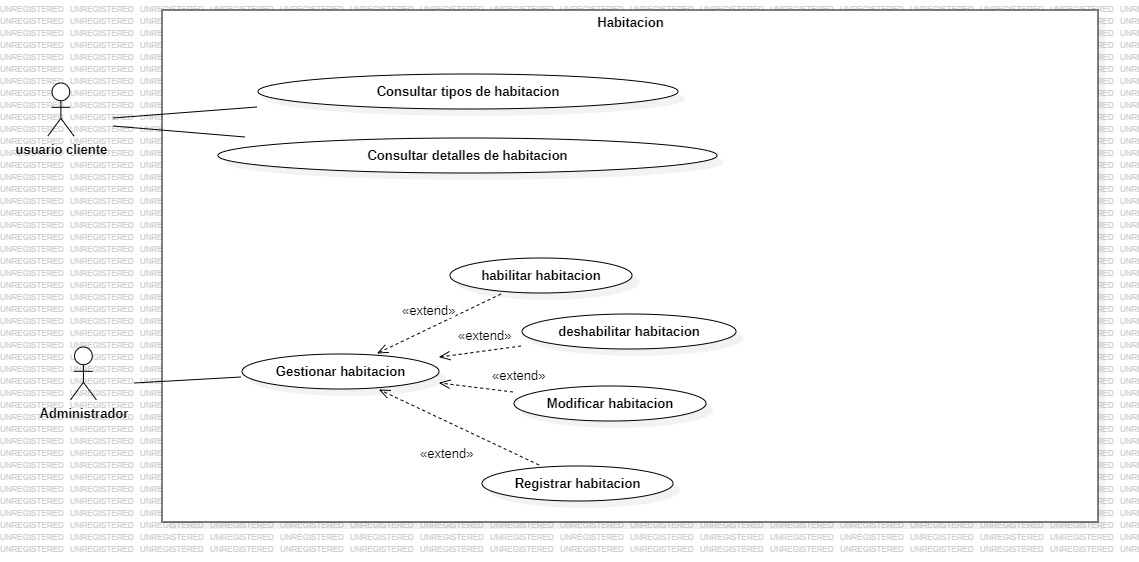 Habitacion
Consultar tipos de habitacion
usuario cliente
Consultar detalles de habitacion
habilitar habitacion
«extend»
deshabilitar habitacion
«extend»
Gestionar habitacion
«extend»
Modificar habitacion
Administrador
«extend»
Registrar habitacion
UNREGISTERED